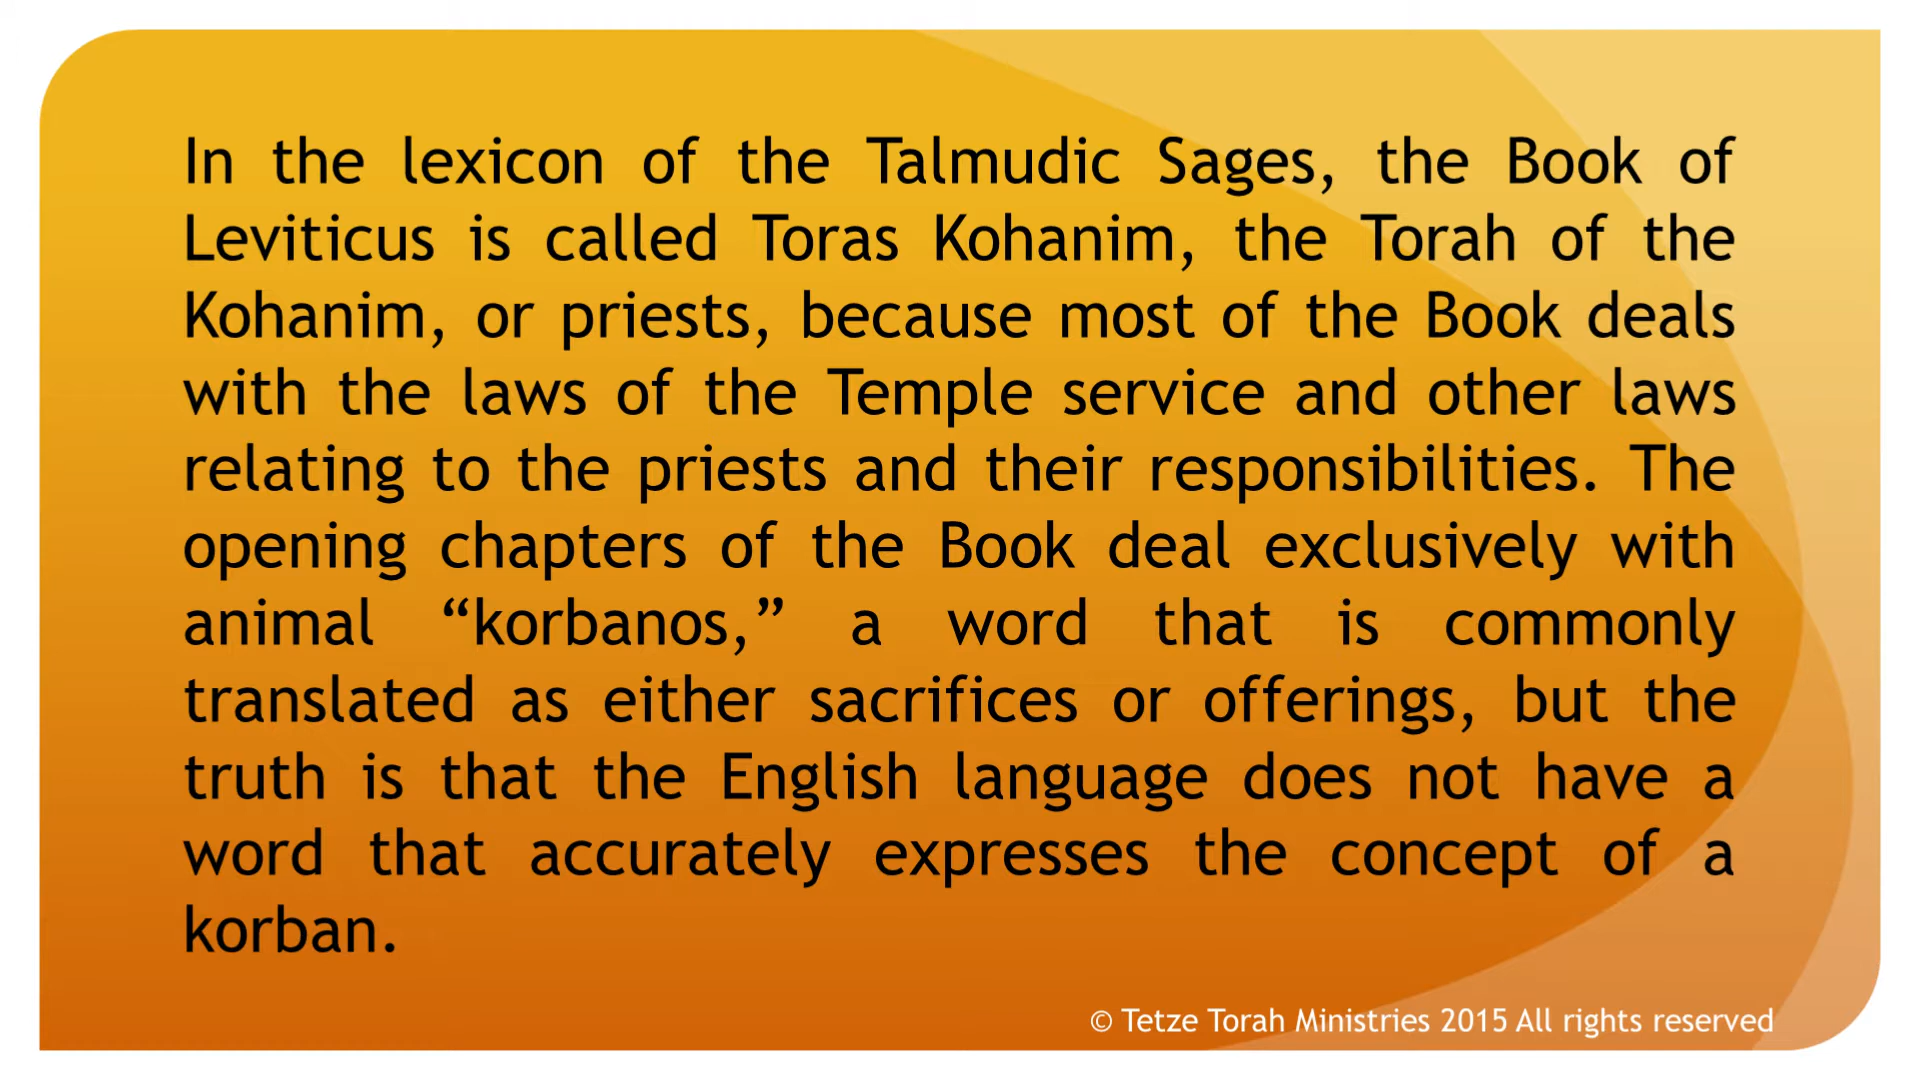 In the lexicon of the Talmudic Sages, the Book of
Leviticus is called Toras Kohanim, the Torah of the
Kohanim, or priests, because most of the Book deals
with the laws of the Temple service and other laws
relating to the priests and their responsibilities. The
opening chapters of the Book deal exclusively with
animal “korbanos,” a word that is commonly
translated as either sacrifices or offerings, but the
truth is that the English language does not have a
word that accurately expresses the concept of a
korban.
© Tetze Torah Ministries 2015 All rights reserved